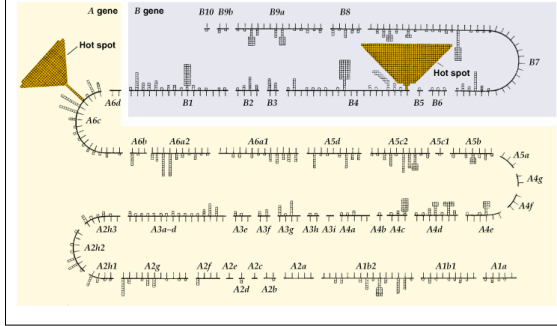 A gene B gene B10 B9b B9a B8
Hot spot
Hot spot
B7
A6d B1 B2 B3 B4 B5 B6
A6c
A6b A6a2 A6a1 A5d A5c2 A5c1 A5b
A5a
A4g
A4f
A2h3 A3a–d A3e A3f A3g A3h A3i A4a A4b A4c A4d A4e
A2h2
A2h1 A2g A2f A2e A2c A2a A1b2 A1b1 A1a
A2d A2b